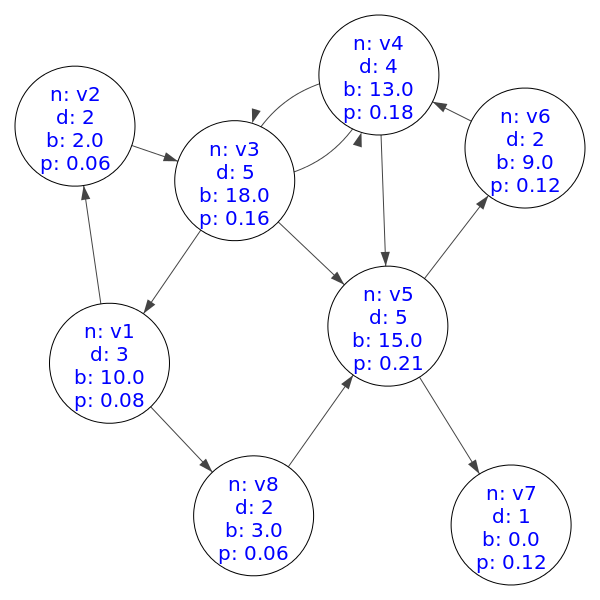 n: v4
d: 4
b: 13.0
p: 0.18
n: v2
d: 2
b: 2.0
p: 0.06
n: v6
d: 2
b: 9.0
p: 0.12
n: v3
d: 5
b: 18.0
p: 0.16
n: v5
d: 5
b: 15.0
p: 0.21
n: v1
d: 3
b: 10.0
p: 0.08
n: v8
d: 2
b: 3.0
p: 0.06
n: v7
d: 1
b: 0.0
p: 0.12